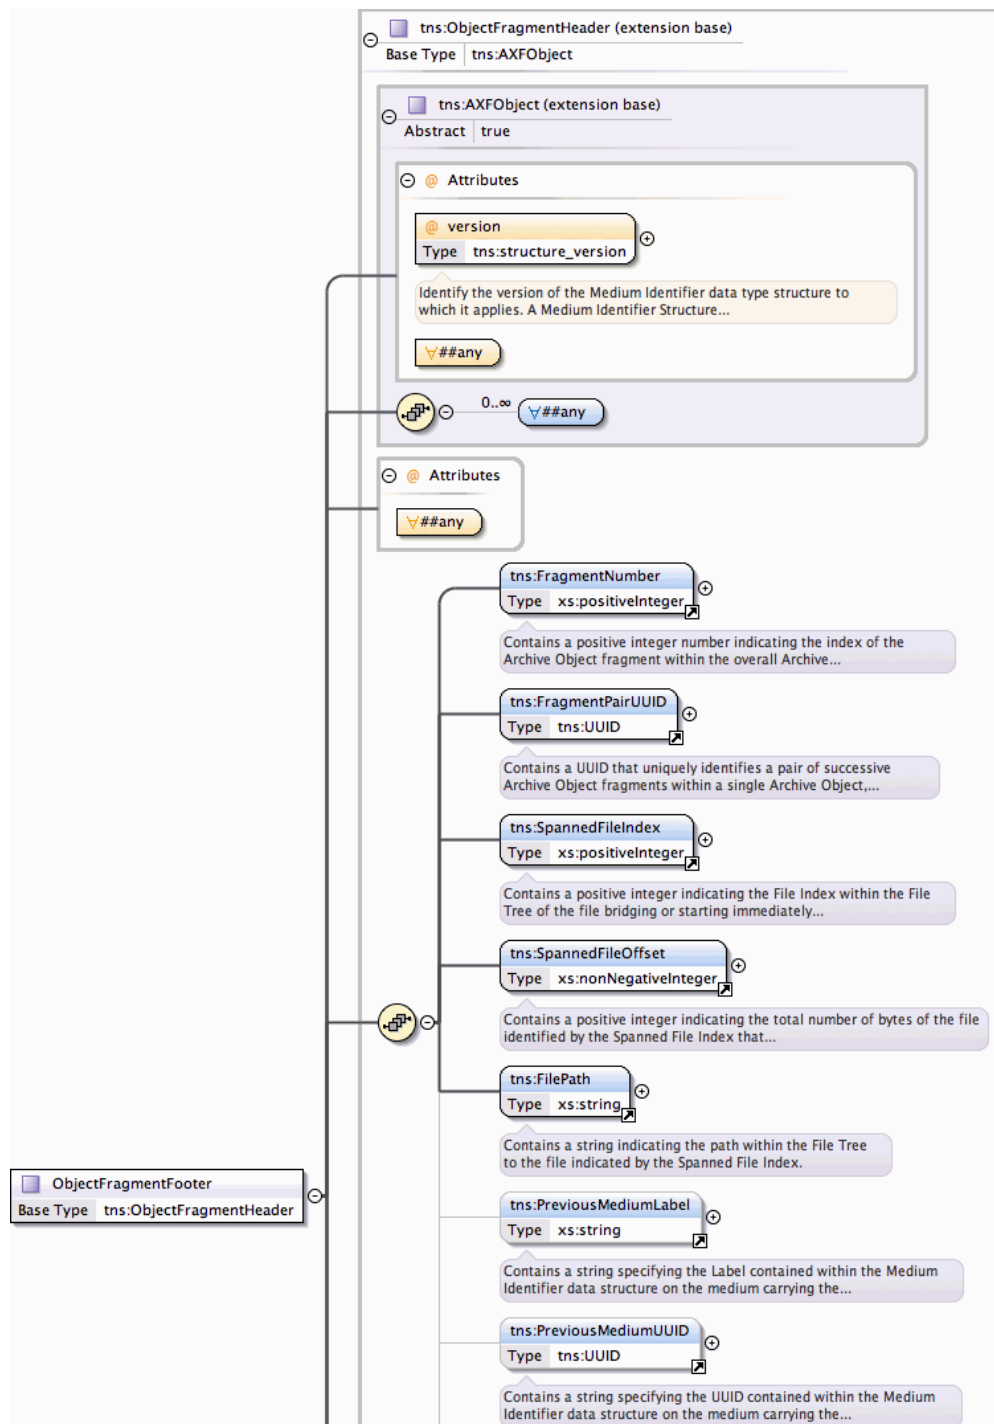 tns:ObjectFragmentHeader (extension base)
Base Type tns:AXFObject
tns:AXFObject (extension base)
Abstract true
@ Attributes
@ version
Type tns:structure_version
Identify the version of the Medium Identifier data type structure to
which it applies. A Medium Identifier Structure...
∀##any
0..∞ ∀##any
@ Attributes
∀##any
tns:FragmentNumber
Type xs:positiveInteger
Contains a positive integer number indicating the index of the
Archive Object fragment within the overall Archive...
tns:FragmentPairUUID
Type tns:UUID
Contains a UUID that uniquely identifies a pair of successive
Archive Object fragments within a single Archive Object,...
tns:SpannedFileIndex
Type xs:positiveInteger
Contains a positive integer indicating the File Index within the File
Tree of the file bridging or starting immediately...
tns:SpannedFileOffset
Type xs:nonNegativeInteger
Contains a positive integer indicating the total number of bytes of the file
identified by the Spanned File Index that...
tns:FilePath
Type xs:string
Contains a string indicating the path within the File Tree
to the file indicated by the Spanned File Index.
ObjectFragmentFooter
Base Type tns:ObjectFragmentHeader
tns:PreviousMediumLabel
Type xs:string
Contains a string specifying the Label contained within the Medium
Identifier data structure on the medium carrying the...
tns:PreviousMediumUUID
Type tns:UUID
Contains a string specifying the UUID contained within the Medium
Identifier data structure on the medium carrying the...